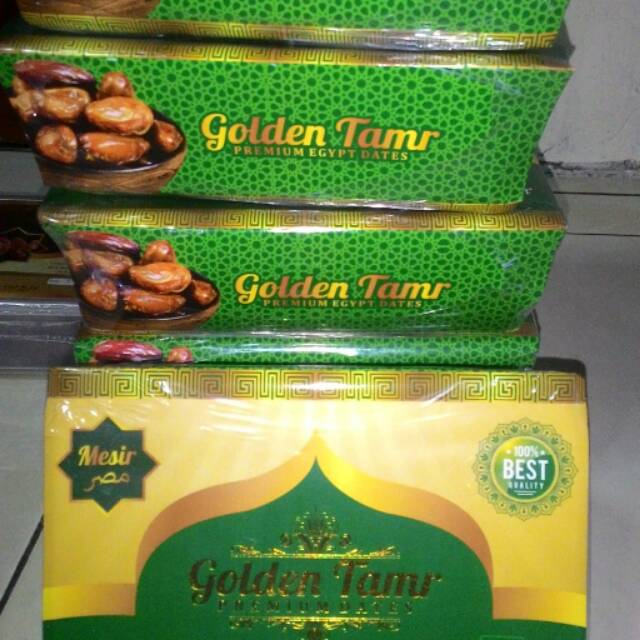 Golden Tamr
PREMIUM EGYPT DATES
Golden Tamr
PREMIUM EGYPT DATES
Mesir
مصر
100%
BEST
QUALITY
Golden Tamr
PREMIUM DATES